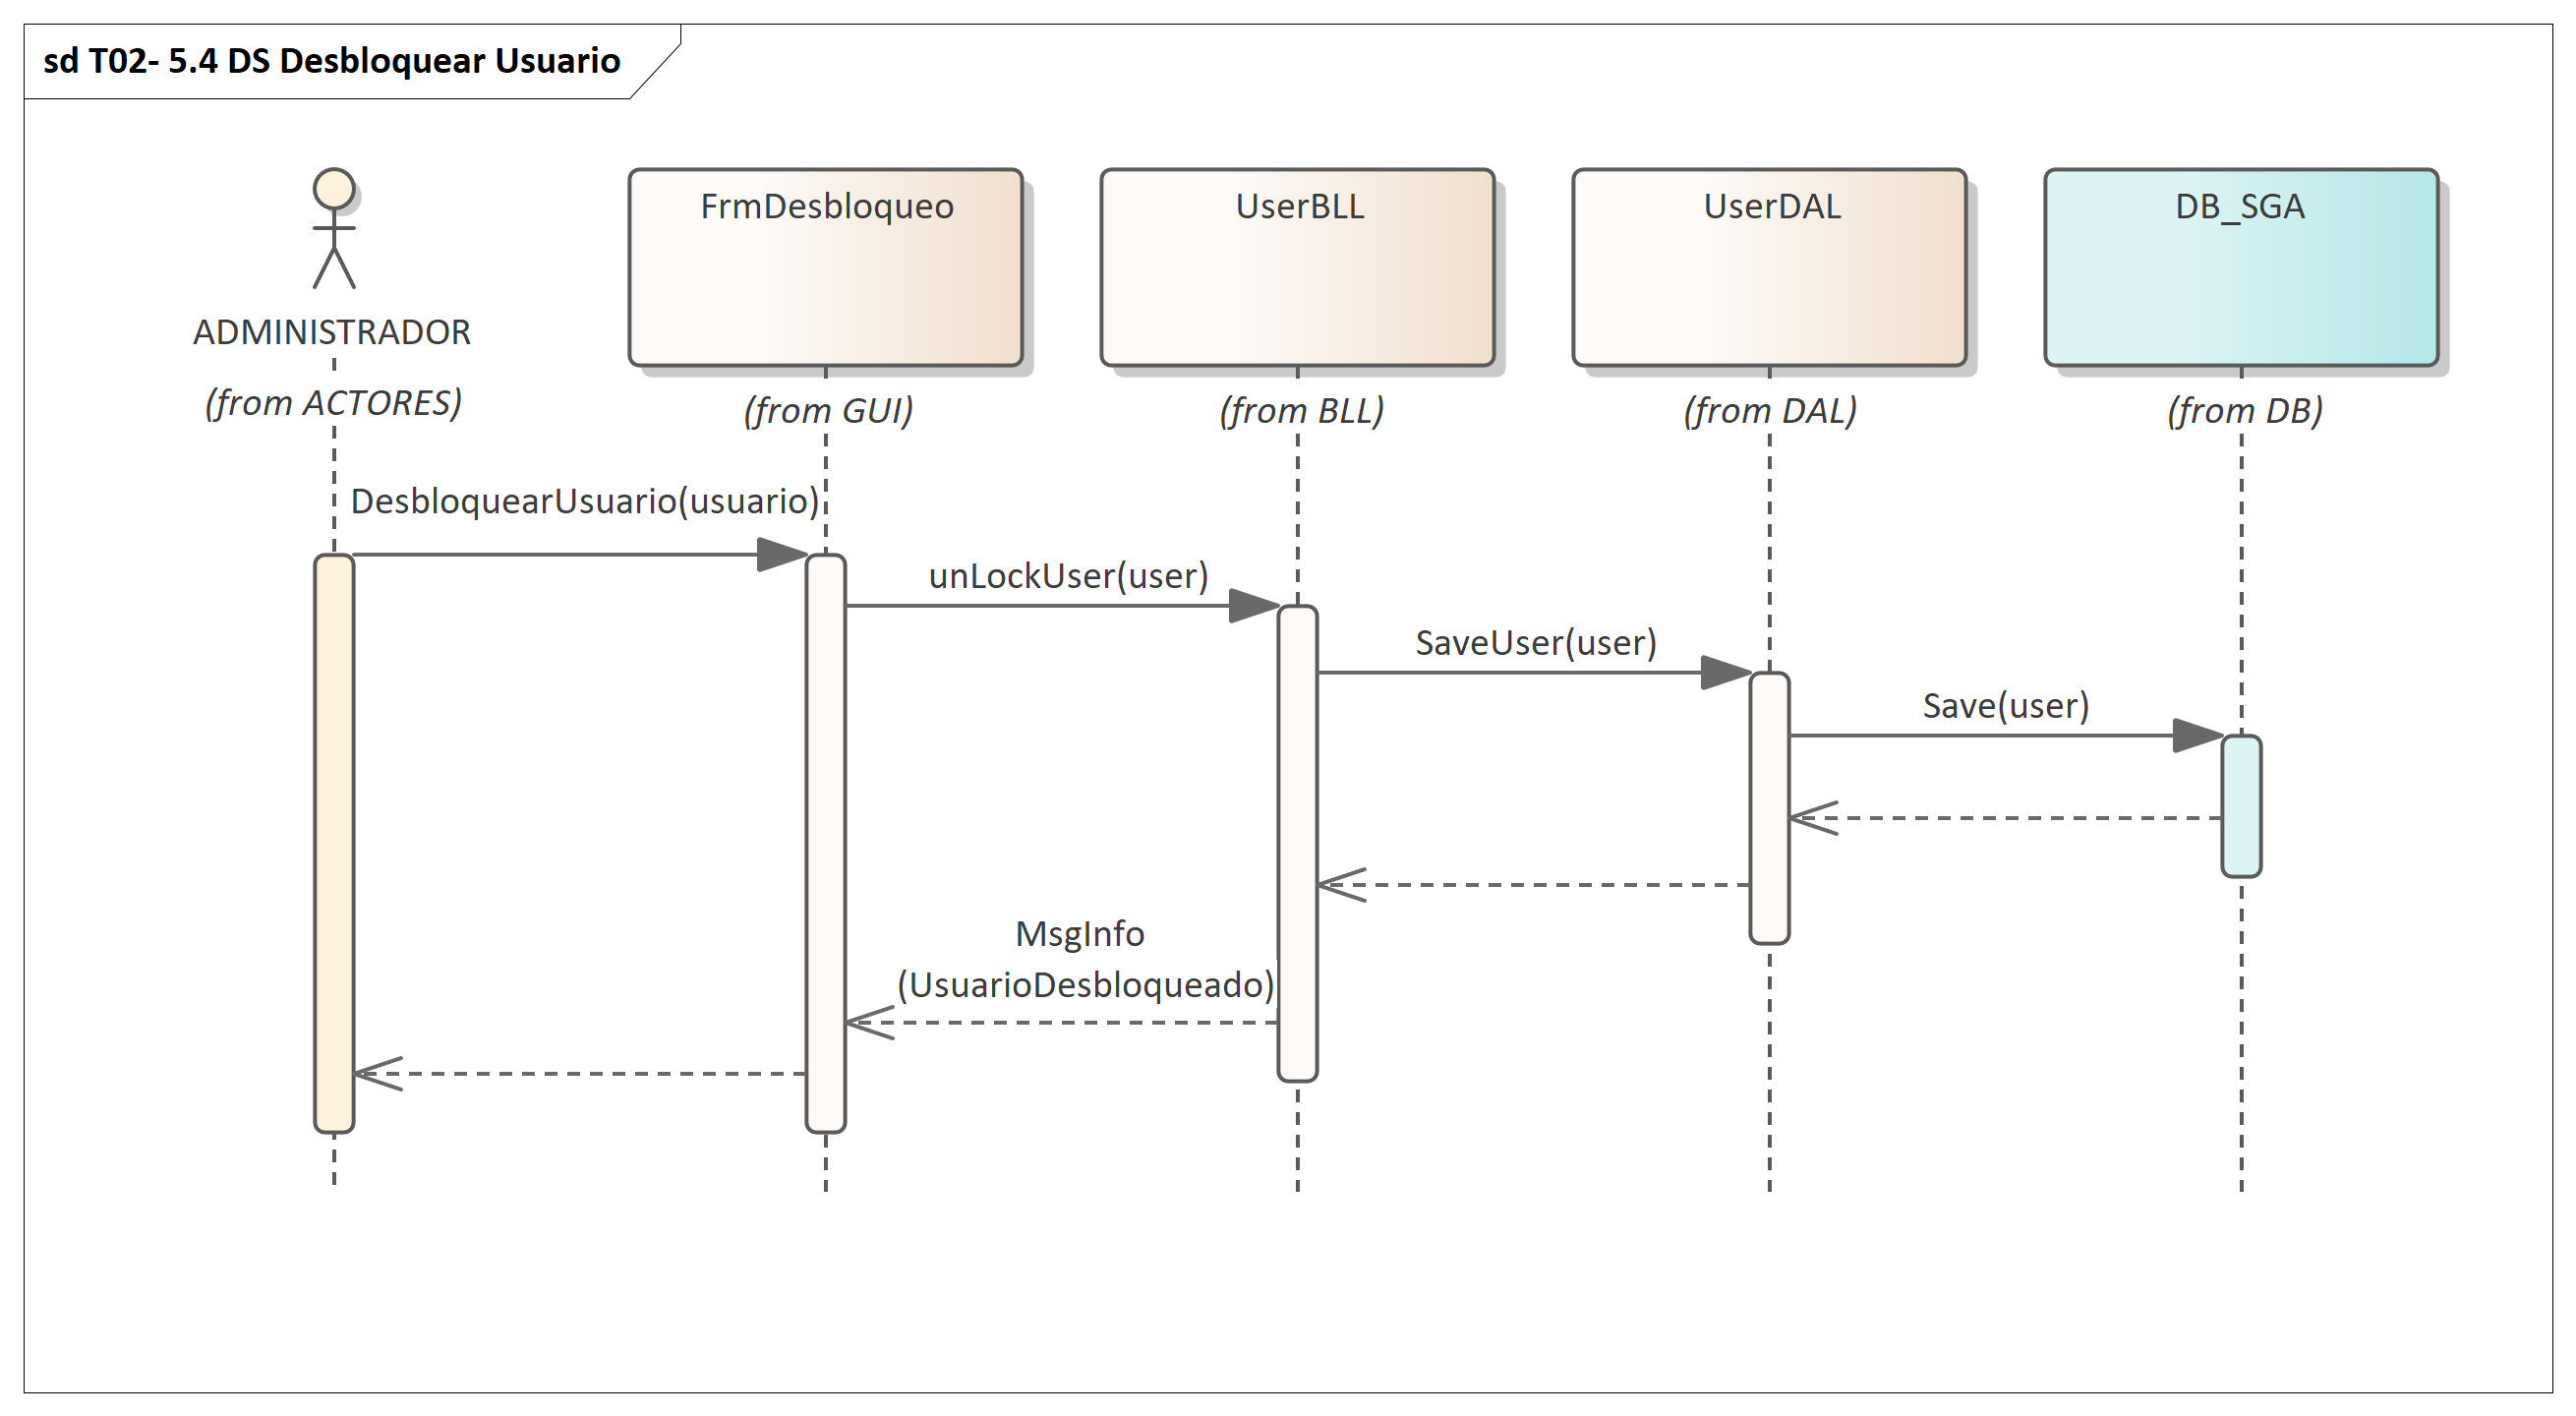 sd T02- 5.4 DS Desbloquear Usuario
ADMINISTRADOR
(from ACTORES)
FrmDesbloqueo
(from GUI)
UserBLL
(from BLL)
UserDAL
(from DAL)
DB_SGA
(from DB)
DesbloquearUsuario(usuario)
unLockUser(user)
SaveUser(user)
Save(user)
MsgInfo
(UsuarioDesbloqueado)